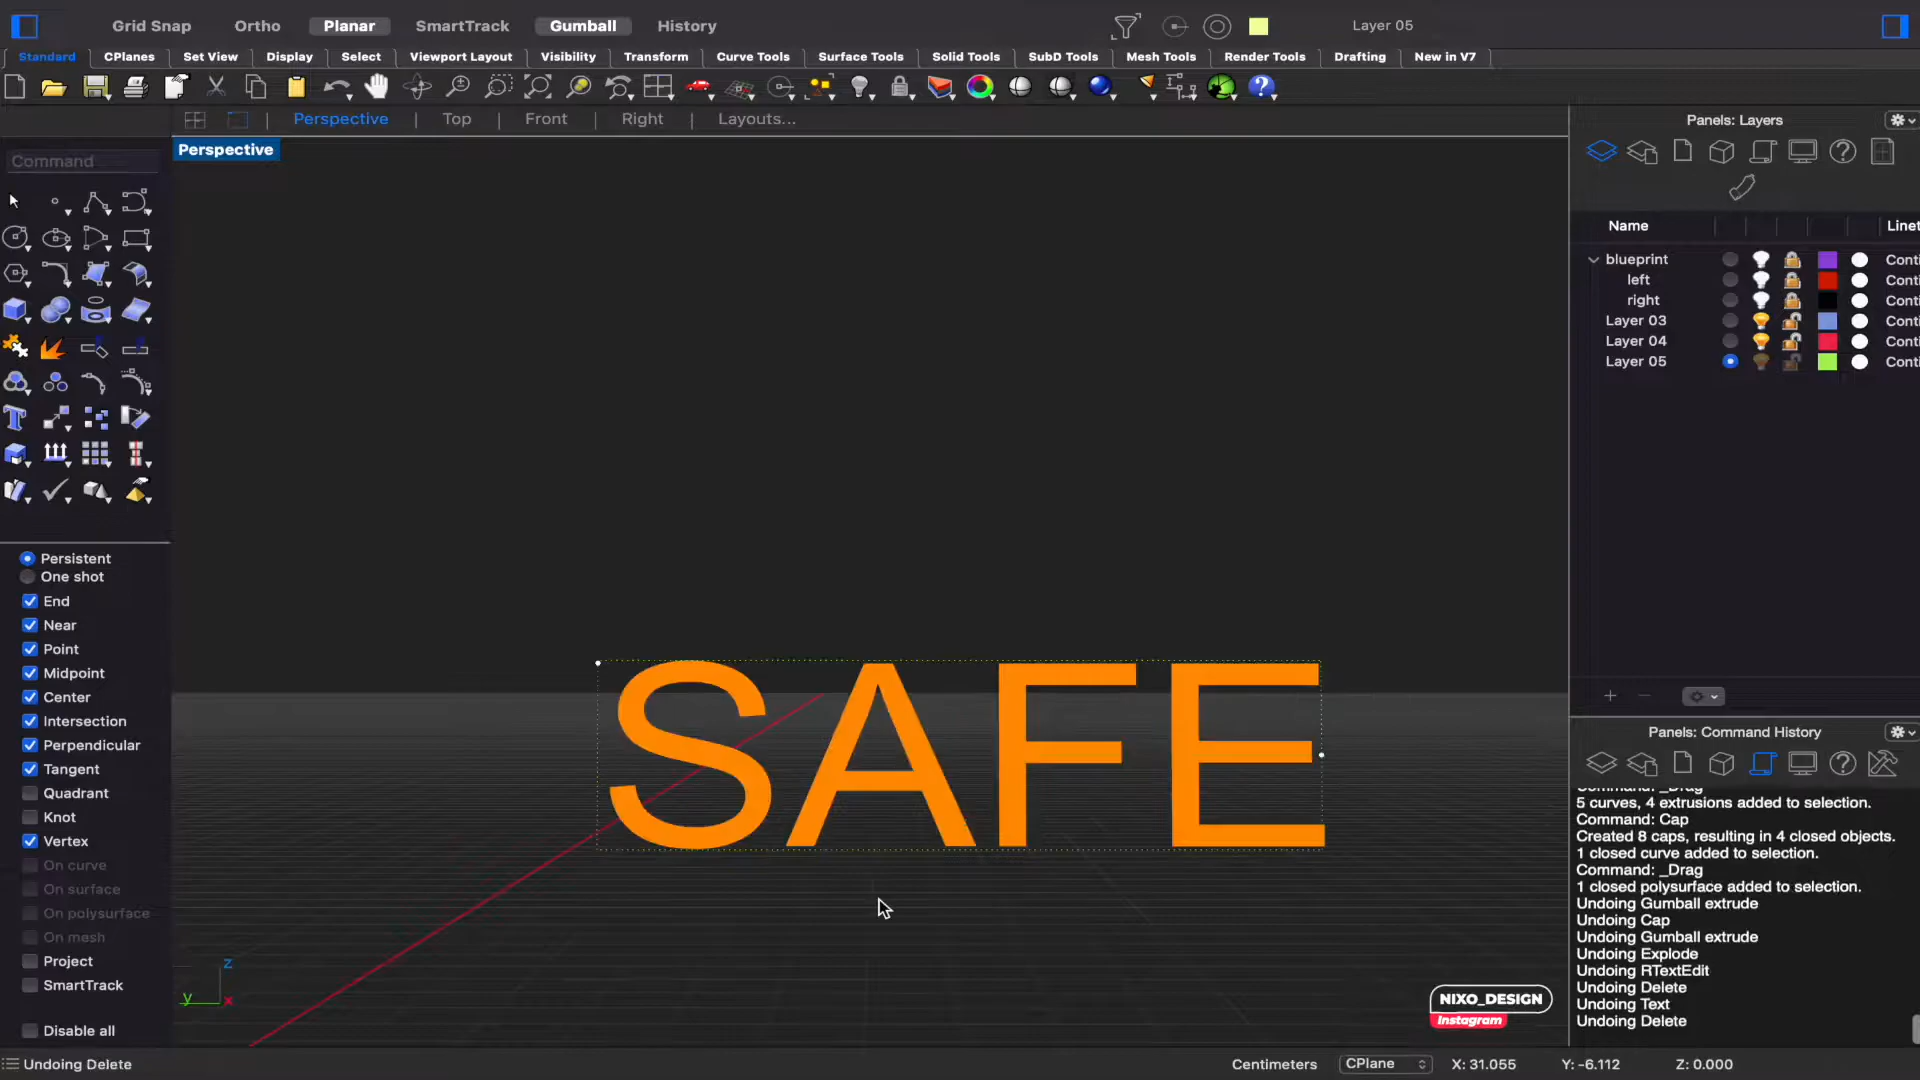 Grid Snap Ortho Planar SmartTrack Gumball History Layer 05
Standard CPlanes Set View Display Select Viewport Layout Visibility Transform Curve Tools Surface Tools Solid Tools SubD Tools Mesh Tools Render Tools Drafting New in V7
Perspective Top Front Right Layouts...
Panels: Layers
Perspective
Command
Name Linet
blueprint Conti
left Conti
right Conti
Layer 03 Conti
Layer 04 Conti
Layer 05 Conti
Persistent
One shot
End
Near
Point
Midpoint
Center
Intersection
Perpendicular
Tangent
Quadrant
Knot
Vertex
On curve
On surface
On polysurface
On mesh
Project
SmartTrack
Disable all
SAFE
z
y x
Panels: Command History
Command: _Drag
5 curves, 4 extrusions added to selection.
Command: Cap
Created 8 caps, resulting in 4 closed objects.
1 closed curve added to selection.
Command: _Drag
1 closed polysurface added to selection.
Undoing Gumball extrude
Undoing Cap
Undoing Gumball extrude
Undoing Explode
Undoing RTextEdit
Undoing Delete
Undoing Text
Undoing Delete
NIXO_DESIGN
Instagram
Undoing Delete Centimeters CPlane X: 31.055 Y: -6.112 Z: 0.000